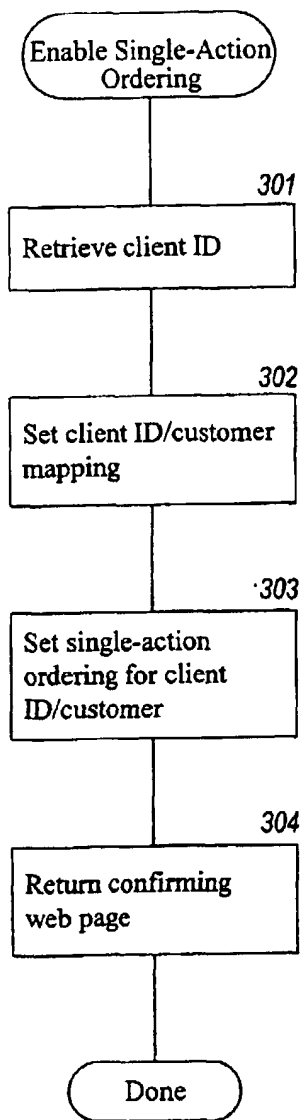 Enable Single-Action
Ordering
301
Retrieve client ID
302
Set client ID/customer
mapping
303
Set single-action
ordering for client
ID/customer
304
Return confirming
web page
Done